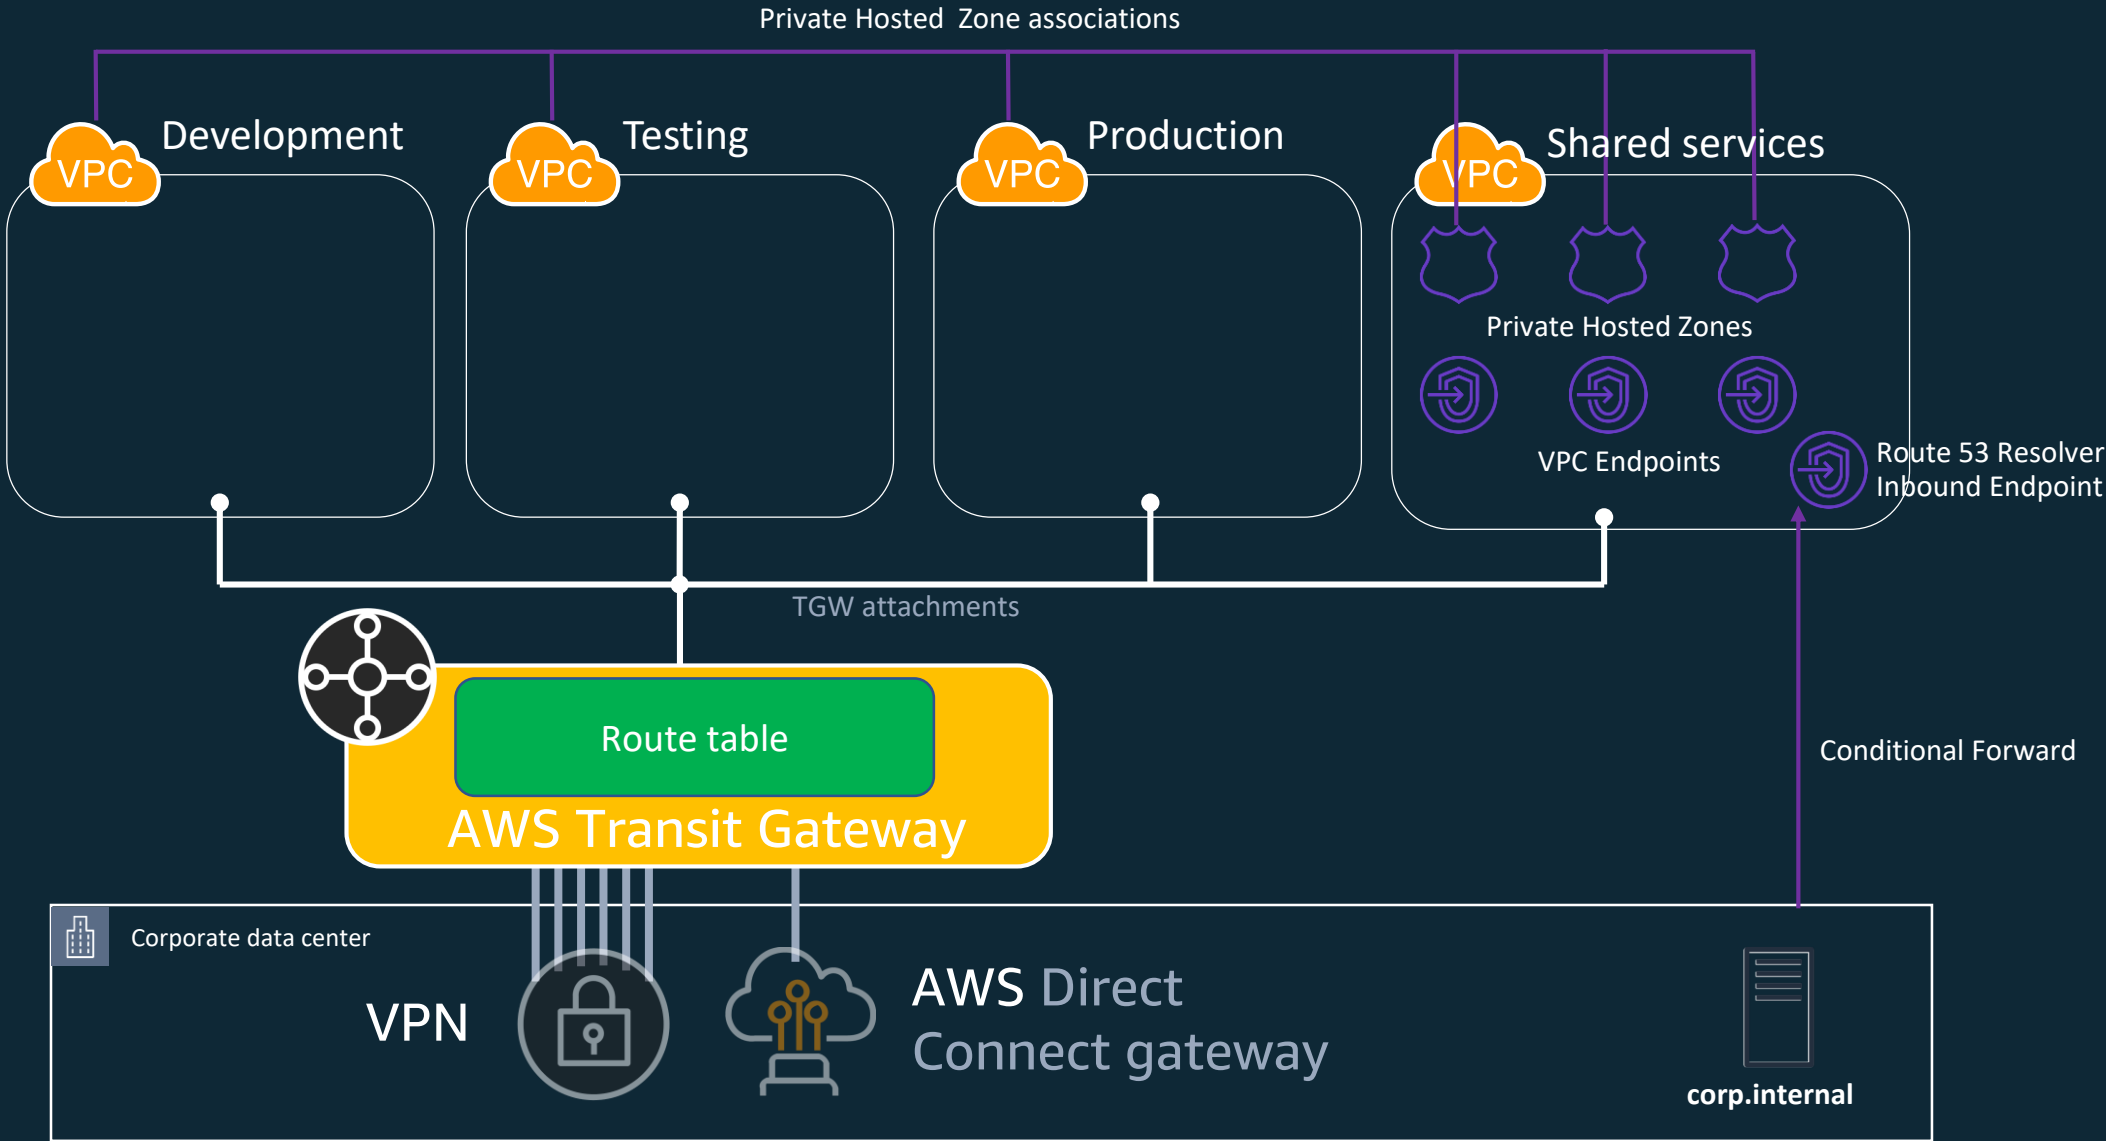 Private Hosted Zone associations
Development
Testing
Production
Shared services
VPC
VPC
VPC
VPC
Private Hosted Zones
VPC Endpoints
Route 53 Resolver
Inbound Endpoint
TGW attachments
Route table
AWS Transit Gateway
Conditional Forward
Corporate data center
VPN
AWS Direct
Connect gateway
corp.internal